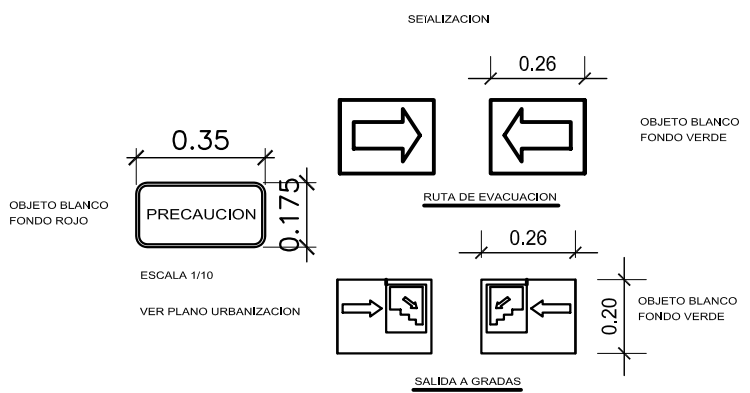 SEÍALIZACION
0.26
OBJETO BLANCO
FONDO VERDE
0.35
RUTA DE EVACUACION
OBJETO BLANCO
FONDO ROJO
PRECAUCION
0.175
0.26
ESCALA 1/10
VER PLANO URBANIZACION
0.20
OBJETO BLANCO
FONDO VERDE
SALIDA A GRADAS